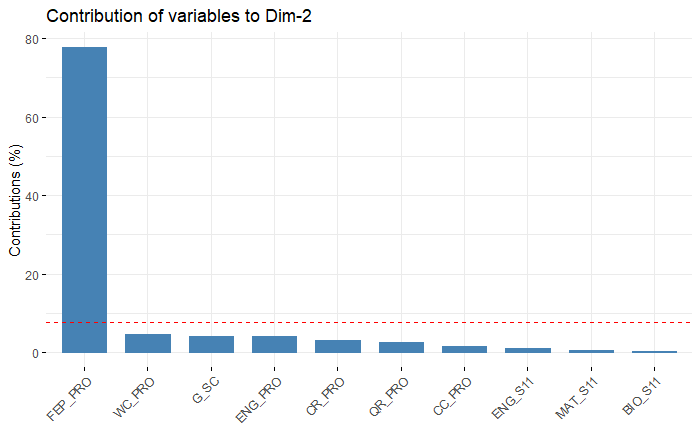 Contribution of variables to Dim-2
Contributions (%)
80
60
40
20
0
FEP_PRO
WC_PRO
G_SC
ENG_PRO
CR_PRO
QR_PRO
CC_PRO
ENG_S11
MAT_S11
BIO_S11